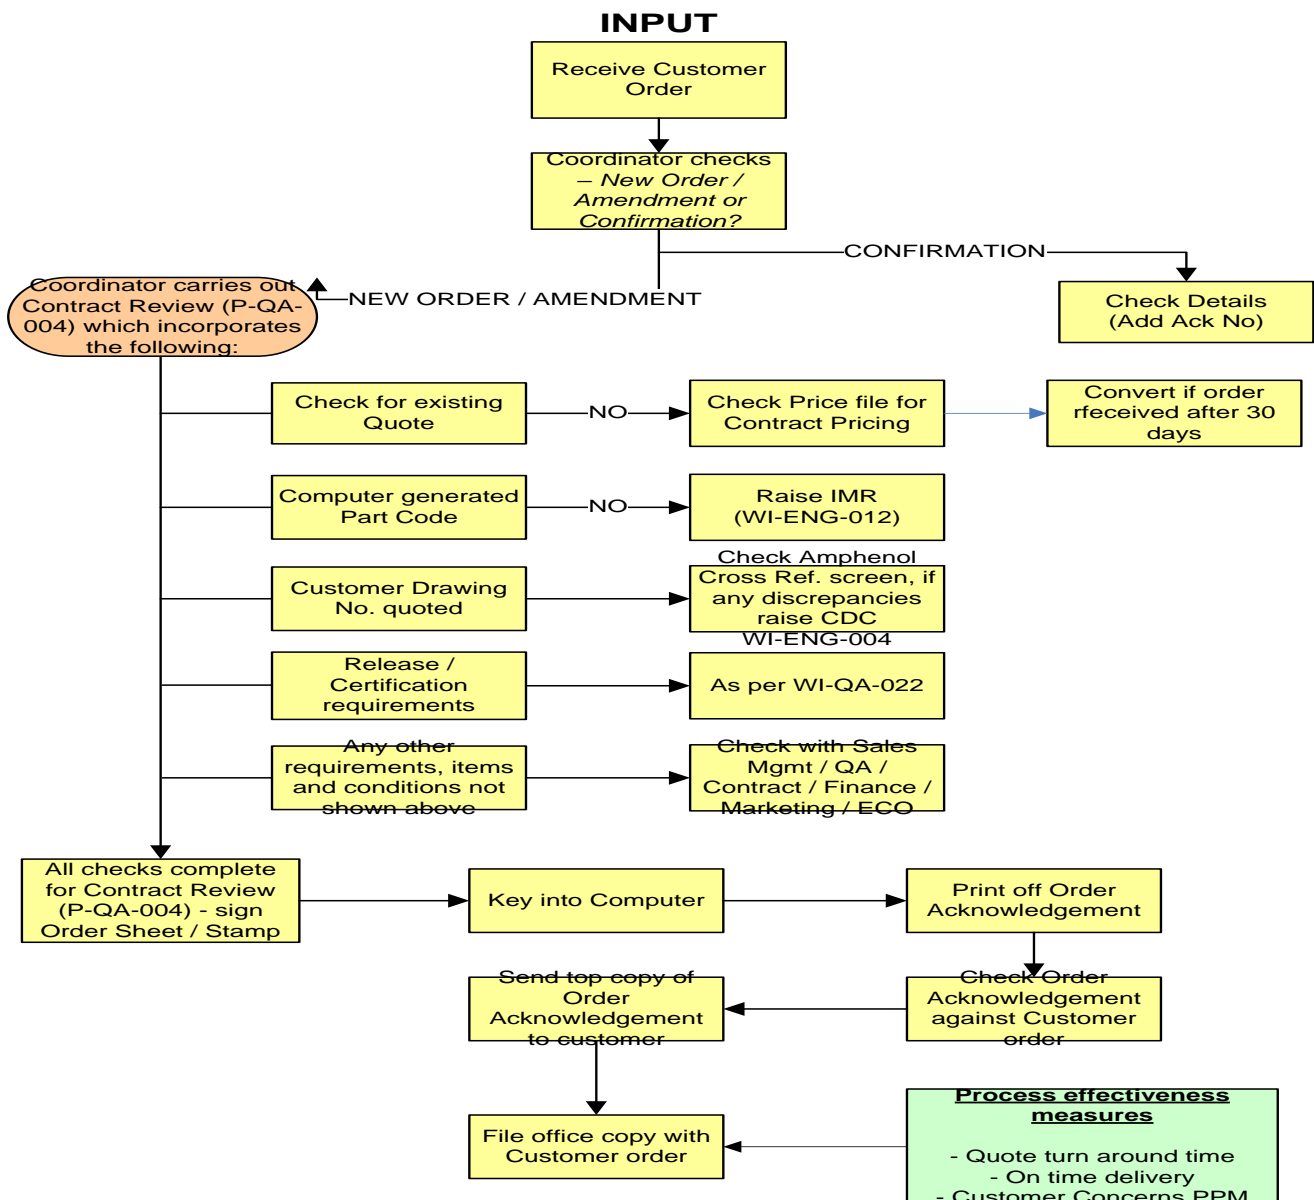 INPUT
Receive Customer
Order
Coordinator checks
– New Order /
Amendment or
Confirmation?
CONFIRMATION
NEW ORDER / AMENDMENT
Coordinator carries out
Contract Review (P-QA-
004) which incorporates
the following:
Check Details
(Add Ack No)
Check for existing
Quote
NO
Check Price file for
Contract Pricing
Convert if order
rfeceived after 30
days
Computer generated
Part Code
NO
Raise IMR
(WI-ENG-012)
Customer Drawing
No. quoted
Check Amphenol
Cross Ref. screen, if
any discrepancies
raise CDC
WI-ENG-004
Release /
Certification
requirements
As per WI-QA-022
Any other
requirements, items
and conditions not
shown above
Check with Sales
Mgmt / QA /
Contract / Finance /
Marketing / ECO
All checks complete
for Contract Review
(P-QA-004) - sign
Order Sheet / Stamp
Key into Computer
Print off Order
Acknowledgement
Check Order
Acknowledgement
against Customer
order
Send top copy of
Order
Acknowledgement
to customer
File office copy with
Customer order
Process effectiveness
measures
- Quote turn around time
- On time delivery
- Customer Concerns PPM